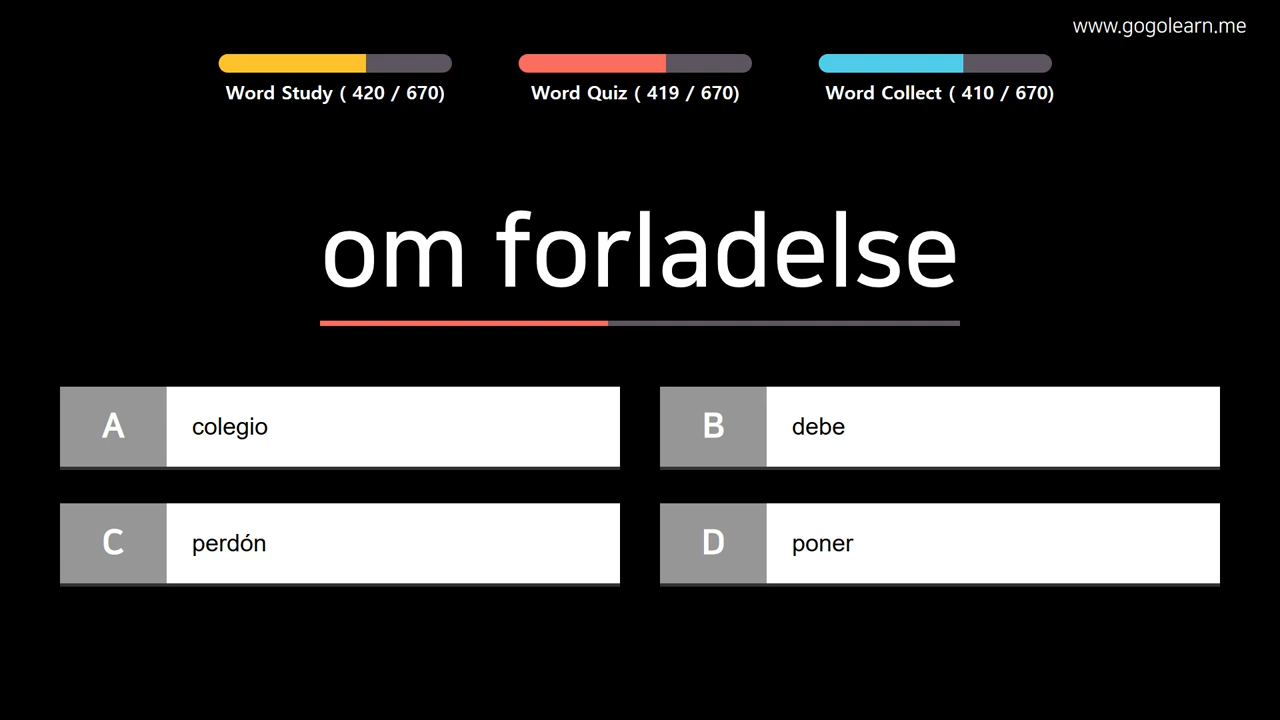 www.gogolearn.me
Word Study ( 420 / 670)
Word Quiz ( 419 / 670)
Word Collect ( 410 / 670)
om forladelse
A
colegio
B
debe
C
perdón
D
poner